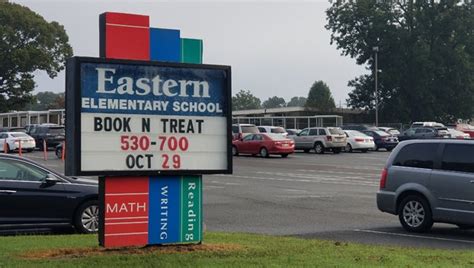 Eastern
ELEMENTARY SCHOOL
BOOK N TREAT
530-700
OCT 29
MATH
WRITING
Reading